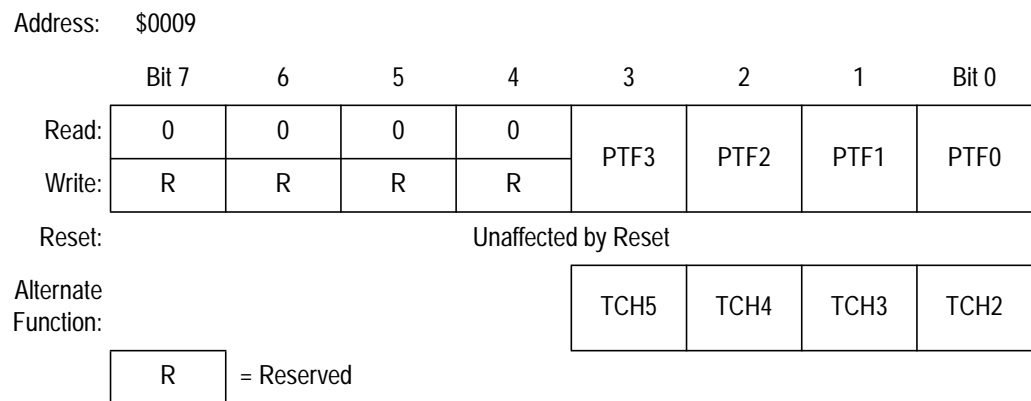 Address: $0009
Bit 7 6 5 4 3 2 1 Bit 0
Read: 0 0 0 0 PTF3 PTF2 PTF1 PTF0
Write: R R R R
Reset: Unaffected by Reset
Alternate
Function: TCH5 TCH4 TCH3 TCH2
R = Reserved